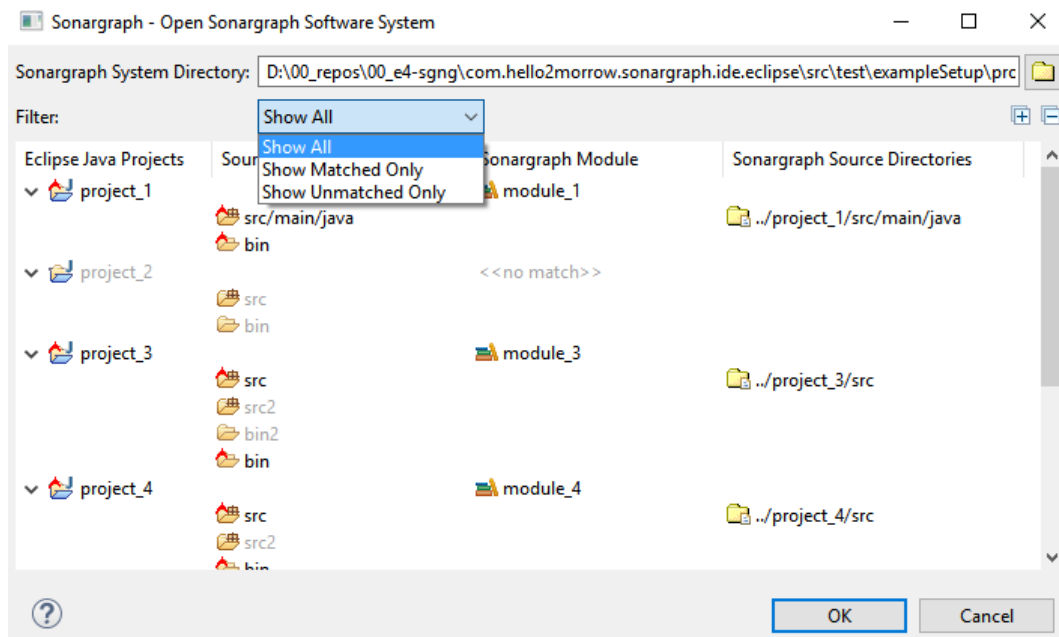 Sonargraph - Open Sonargraph Software System
Sonargraph System Directory: D:\00_repos\00_e4-sgng\com.hello2morrow.sonargraph.ide.eclipse\src\test\exampleSetup\prc
Filter: Show All
Show All
Show Matched Only
Show Unmatched Only
Eclipse Java Projects Sour Sonargraph Module Sonargraph Source Directories
project_1 module_1
src/main/java ../project_1/src/main/java
bin
project_2 <<no match>>
src
bin
project_3 module_3
src ../project_3/src
src2
bin2
bin
project_4 module_4
src ../project_4/src
src2
bin
OK Cancel